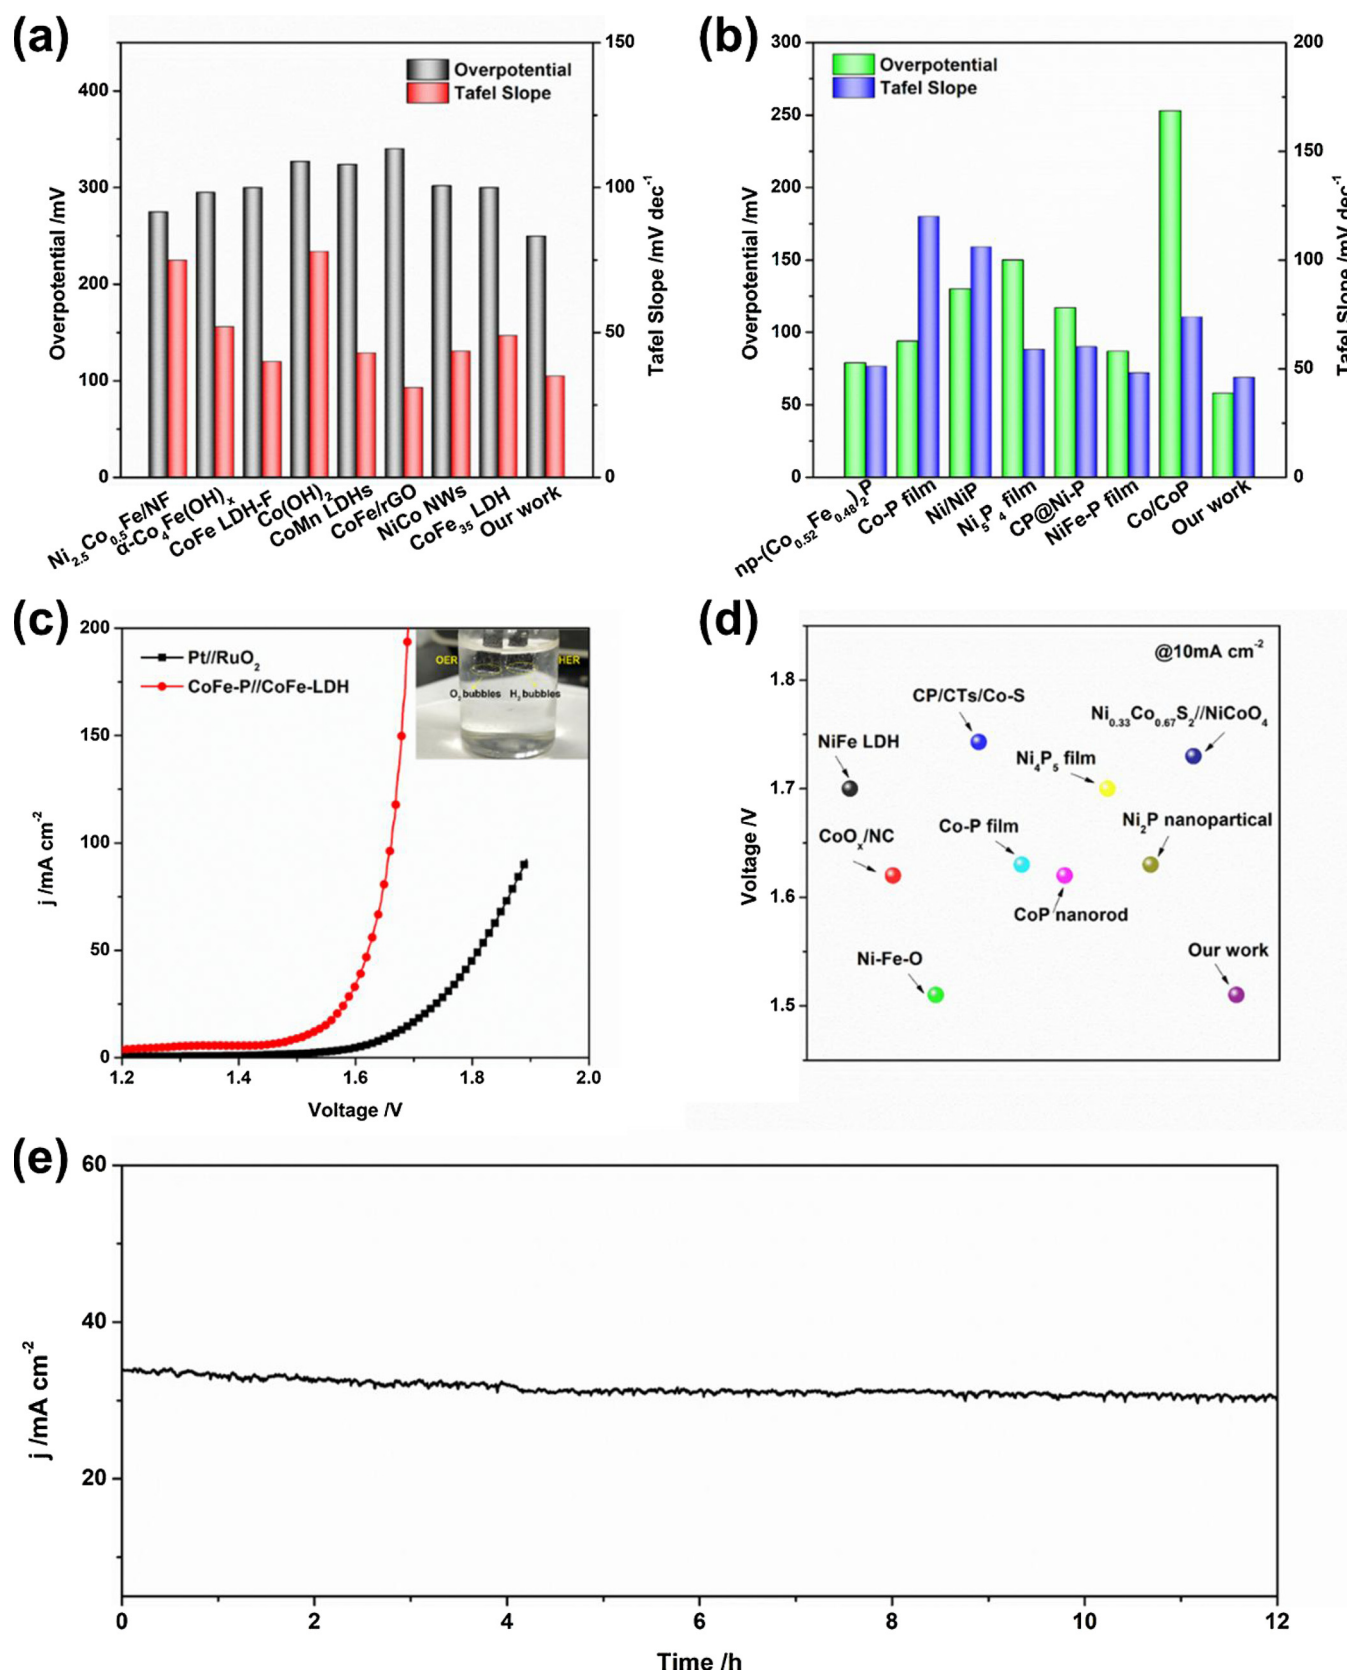 (a)
150
400
300
200
100
0
100
50
0
Overpotential /mV
Tafel Slope /mV dec⁻¹
Overpotential
Tafel Slope
Ni₂.₅Co₀.₅Fe/NF
α-Co₄Fe(OH)ₓ
CoFe LDH-F
Co(OH)₂
CoMn LDHs
CoFe/rGO
NiCo NWs
CoFe₃₅ LDH
Our work
(b)
300
250
200
150
100
50
0
200
150
100
50
0
Overpotential /mV
Tafel Slope /mV dec⁻¹
Overpotential
Tafel Slope
np-(Co₀.₅₂Fe₀.₄₈)₂P
Co-P film
Ni/NiP
Ni₅P₄ film
CP@Ni-P
NiFe-P film
Co/CoP
Our work
(c)
200
150
100
50
0
j /mA cm⁻²
Pt//RuO₂
CoFe-P//CoFe-LDH
OER
HER
O₂ bubbles
H₂ bubbles
1.2
1.4
1.6
1.8
2.0
Voltage /V
(d)
@10mA cm⁻²
1.8
1.7
1.6
1.5
Voltage /V
CP/CTs/Co-S
Ni₀.₃₃Co₀.₆₇S₂//NiCoO₄
NiFe LDH
Ni₄P₅ film
CoOₓ/NC
Co-P film
Ni₂P nanopartical
CoP nanorod
Ni-Fe-O
Our work
(e)
60
40
20
j /mA cm⁻²
0
2
4
6
8
10
12
Time /h